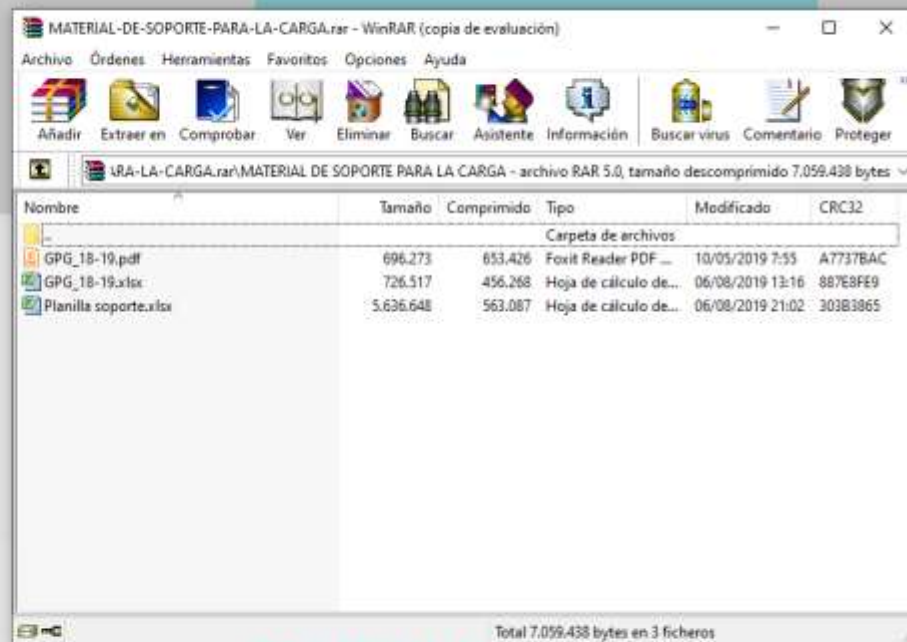 MATERIAL-DE-SOPORTE-PARA-LA-CARGA.rar - WinRAR (copia de evaluación)
Archivo Órdenes Herramientas Favoritos Opciones Ayuda
Añadir Extraer en Comprobar Ver Eliminar Buscar Asistente Información Buscar virus Comentario Proteger
\RA-LA-CARGA.rar\MATERIAL DE SOPORTE PARA LA CARGA - archivo RAR 5.0, tamaño descomprimido 7.059.438 bytes
Nombre Tamaño Comprimido Tipo Modificado CRC32
.. Carpeta de archivos
GPG_18-19.pdf 696.273 653.426 Foxit Reader PDF ... 10/05/2019 7:55 A7737BAC
GPG_18-19.xlsx 726.517 456.268 Hoja de cálculo de... 06/08/2019 13:16 887E8FE9
Planilla soporte.xlsx 5.636.648 563.087 Hoja de cálculo de... 06/08/2019 21:02 303B3865
Total 7.059.438 bytes en 3 ficheros